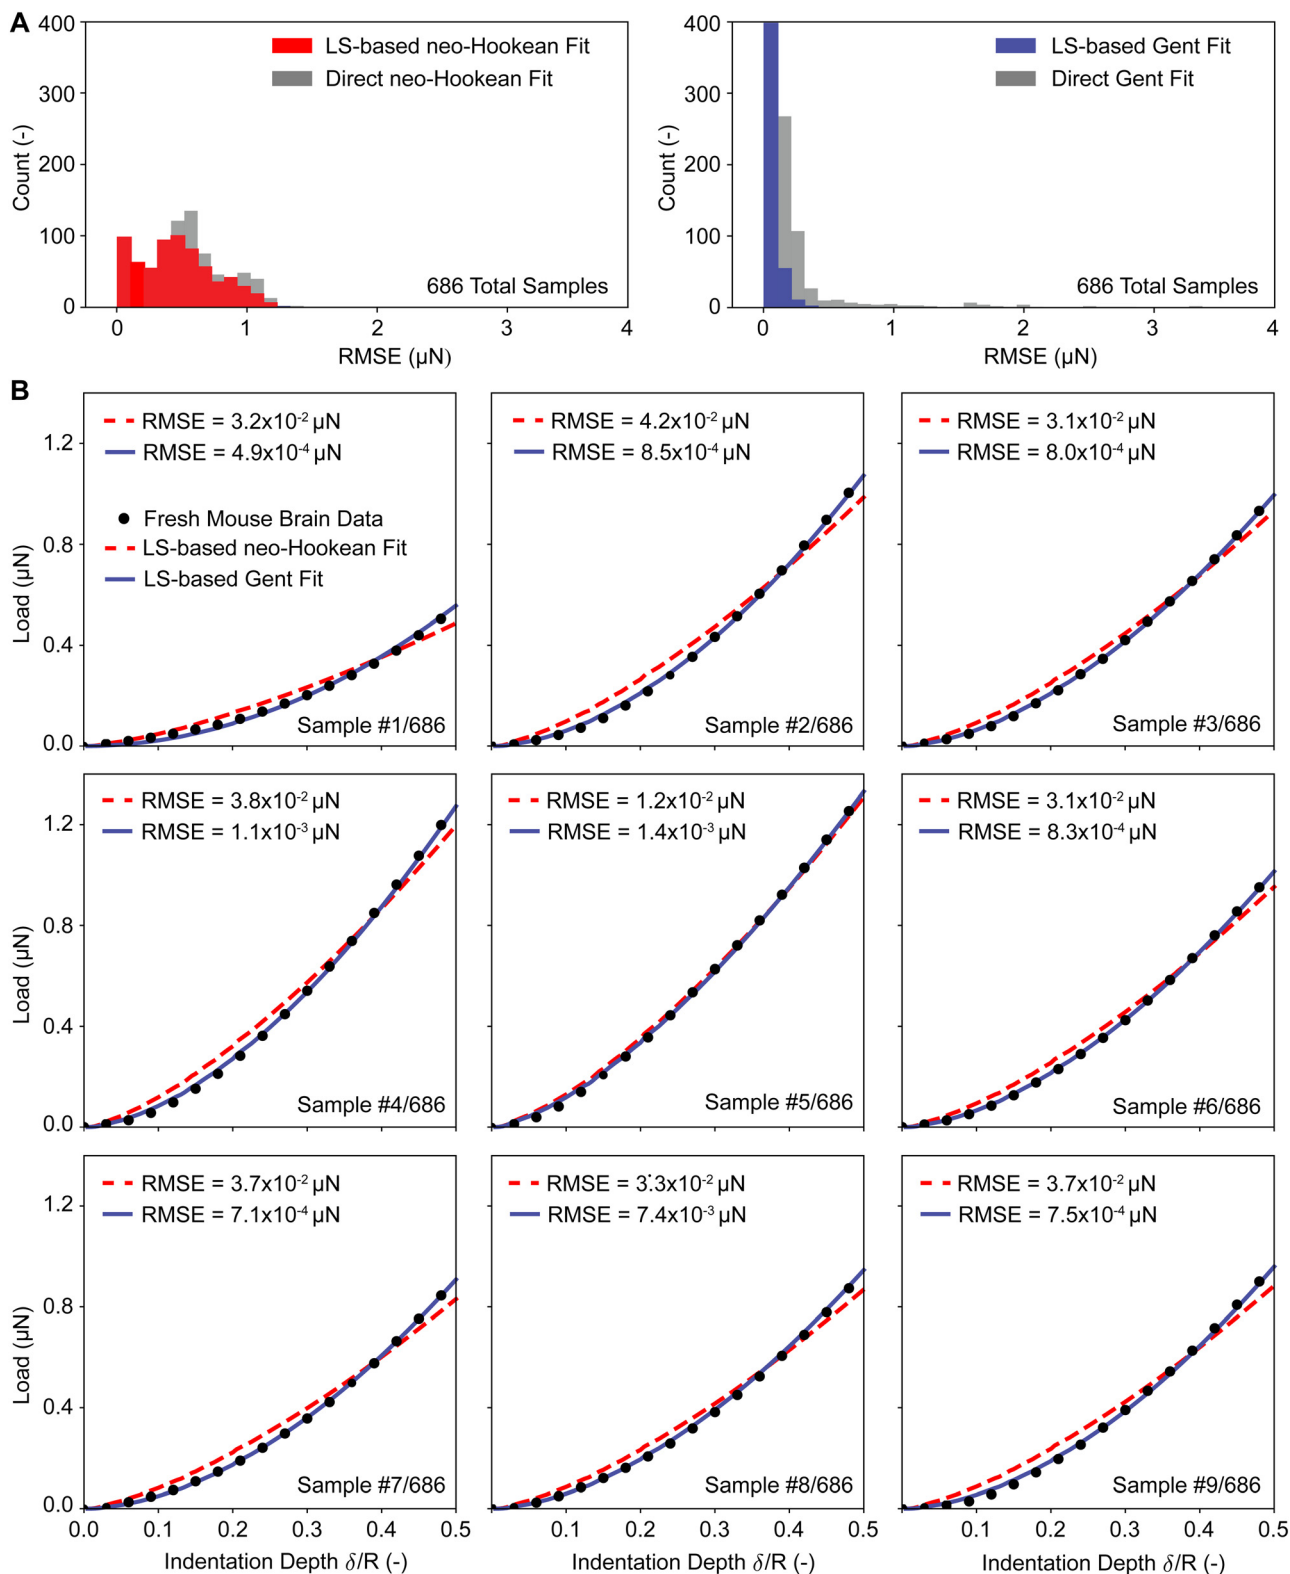 A
400
300
200
100
0
Count (-)
LS-based neo-Hookean Fit
Direct neo-Hookean Fit
686 Total Samples
0 1 2 3 4
RMSE (µN)
400
300
200
100
0
Count (-)
LS-based Gent Fit
Direct Gent Fit
686 Total Samples
0 1 2 3 4
RMSE (µN)
B
Load (µN)
1.2
0.8
0.4
0.0
RMSE = 3.2x10⁻² µN
RMSE = 4.9x10⁻⁴ µN
Fresh Mouse Brain Data
LS-based neo-Hookean Fit
LS-based Gent Fit
Sample #1/686
RMSE = 4.2x10⁻² µN
RMSE = 8.5x10⁻⁴ µN
Sample #2/686
RMSE = 3.1x10⁻² µN
RMSE = 8.0x10⁻⁴ µN
Sample #3/686
Load (µN)
1.2
0.8
0.4
0.0
RMSE = 3.8x10⁻² µN
RMSE = 1.1x10⁻³ µN
Sample #4/686
RMSE = 1.2x10⁻² µN
RMSE = 1.4x10⁻³ µN
Sample #5/686
RMSE = 3.1x10⁻² µN
RMSE = 8.3x10⁻⁴ µN
Sample #6/686
Load (µN)
1.2
0.8
0.4
0.0
RMSE = 3.7x10⁻² µN
RMSE = 7.1x10⁻⁴ µN
Sample #7/686
0.0 0.1 0.2 0.3 0.4 0.5
Indentation Depth δ/R (-)
RMSE = 3.3x10⁻² µN
RMSE = 7.4x10⁻³ µN
Sample #8/686
0.1 0.2 0.3 0.4 0.5
Indentation Depth δ/R (-)
RMSE = 3.7x10⁻² µN
RMSE = 7.5x10⁻⁴ µN
Sample #9/686
0.1 0.2 0.3 0.4 0.5
Indentation Depth δ/R (-)